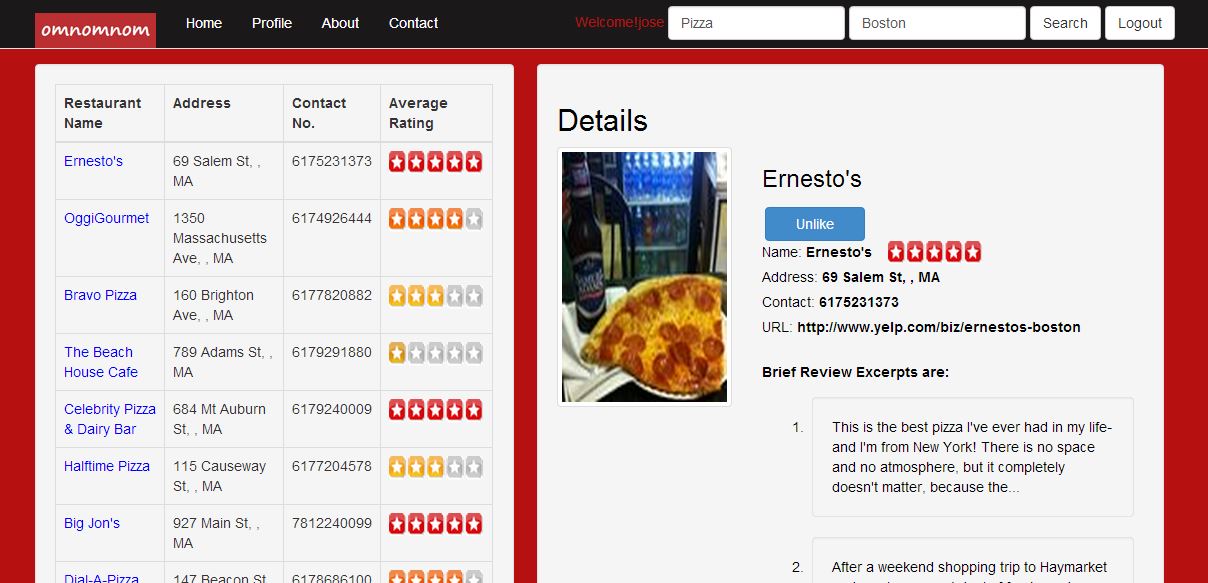 omnomnom Home Profile About Contact Welcome!jose Pizza Boston Search Logout
Restaurant Name Address Contact No. Average Rating
Ernesto's 69 Salem St, , MA 6175231373
OggiGourmet 1350 Massachusetts Ave, , MA 6174926444
Bravo Pizza 160 Brighton Ave, , MA 6177820882
The Beach House Cafe 789 Adams St, , MA 6179291880
Celebrity Pizza & Dairy Bar 684 Mt Auburn St, , MA 6179240009
Halftime Pizza 115 Causeway St, , MA 6177204578
Big Jon's 927 Main St, , MA 7812240099
Dial-A-Pizza 147 Beacon St 6178686100
Details
Ernesto's
Unlike
Name: Ernesto's
Address: 69 Salem St, , MA
Contact: 6175231373
URL: http://www.yelp.com/biz/ernestos-boston
Brief Review Excerpts are:
1. This is the best pizza I've ever had in my life-
and I'm from New York! There is no space
and no atmosphere, but it completely
doesn't matter, because the...
2. After a weekend shopping trip to Haymarket